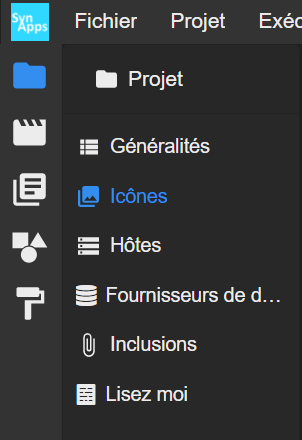 Syn
Apps
Fichier Projet Exéc
Projet
Généralités
Icônes
Hôtes
Fournisseurs de d…
Inclusions
Lisez moi